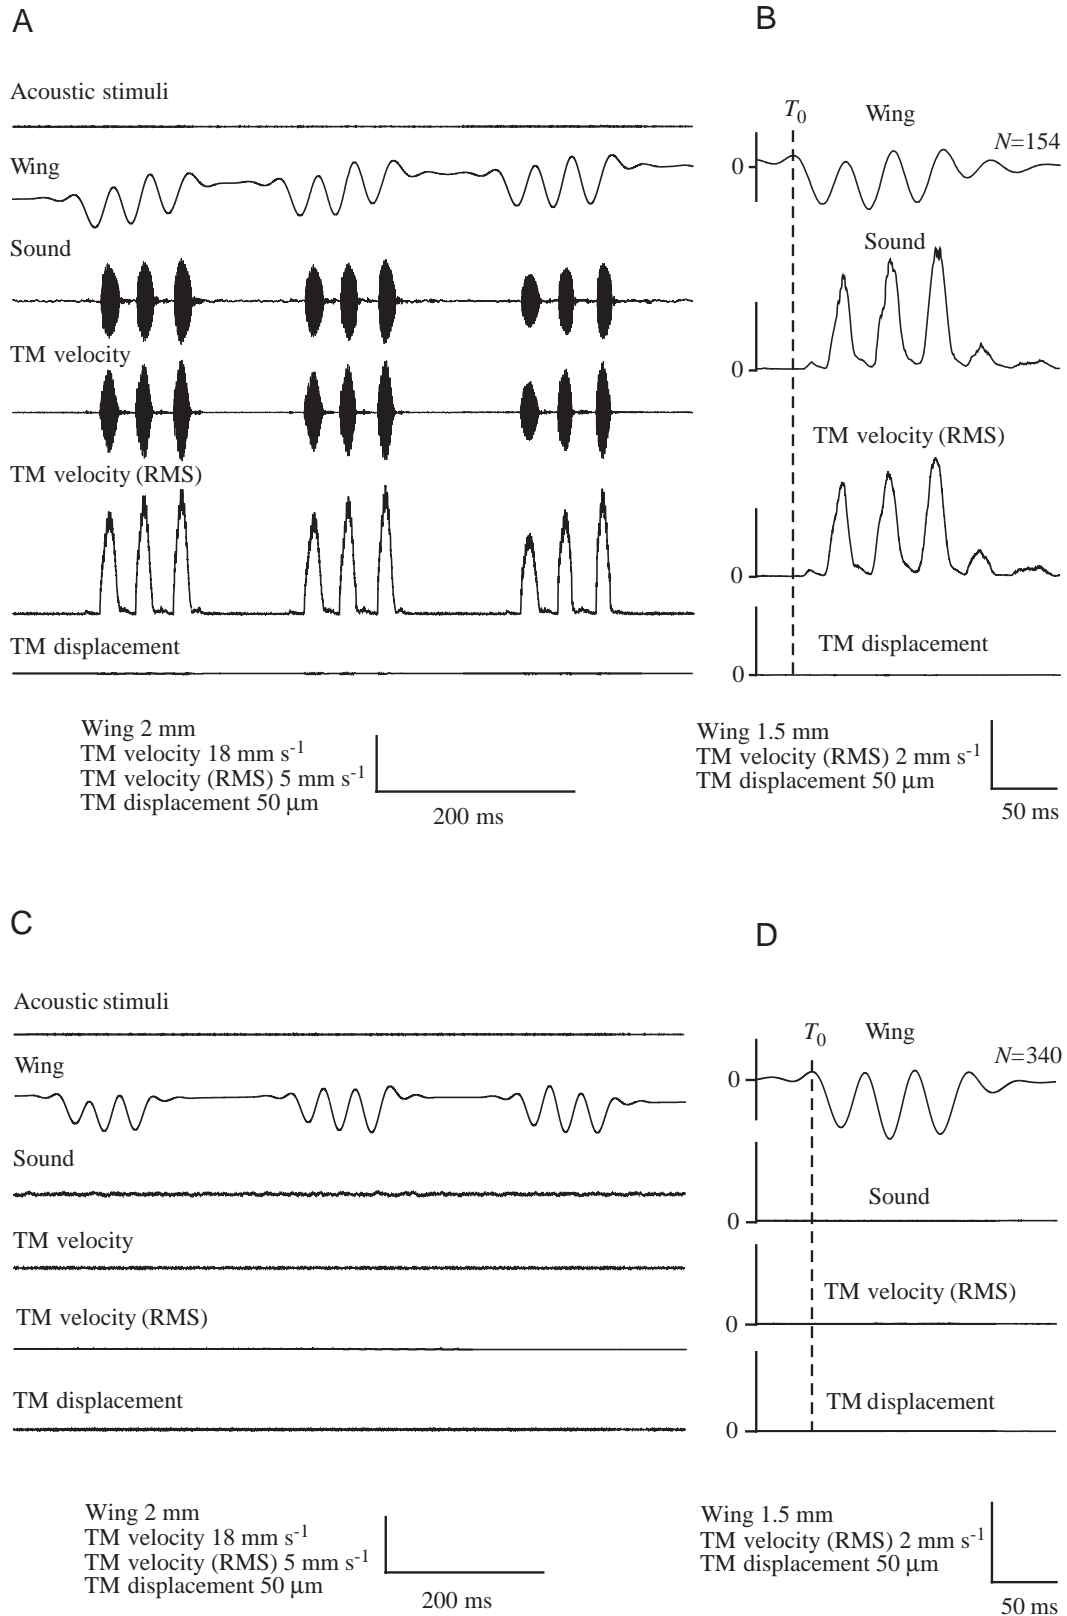 A
Acoustic stimuli
Wing
Sound
TM velocity
TM velocity (RMS)
TM displacement
Wing 2 mm
TM velocity 18 mm s-1
TM velocity (RMS) 5 mm s-1
TM displacement 50 μm
200 ms
B
T0
Wing
N=154
0
Sound
0
TM velocity (RMS)
0
TM displacement
0
Wing 1.5 mm
TM velocity (RMS) 2 mm s-1
TM displacement 50 μm
50 ms
C
Acoustic stimuli
Wing
Sound
TM velocity
TM velocity (RMS)
TM displacement
Wing 2 mm
TM velocity 18 mm s-1
TM velocity (RMS) 5 mm s-1
TM displacement 50 μm
200 ms
D
T0
Wing
N=340
0
Sound
0
TM velocity (RMS)
0
TM displacement
0
Wing 1.5 mm
TM velocity (RMS) 2 mm s-1
TM displacement 50 μm
50 ms